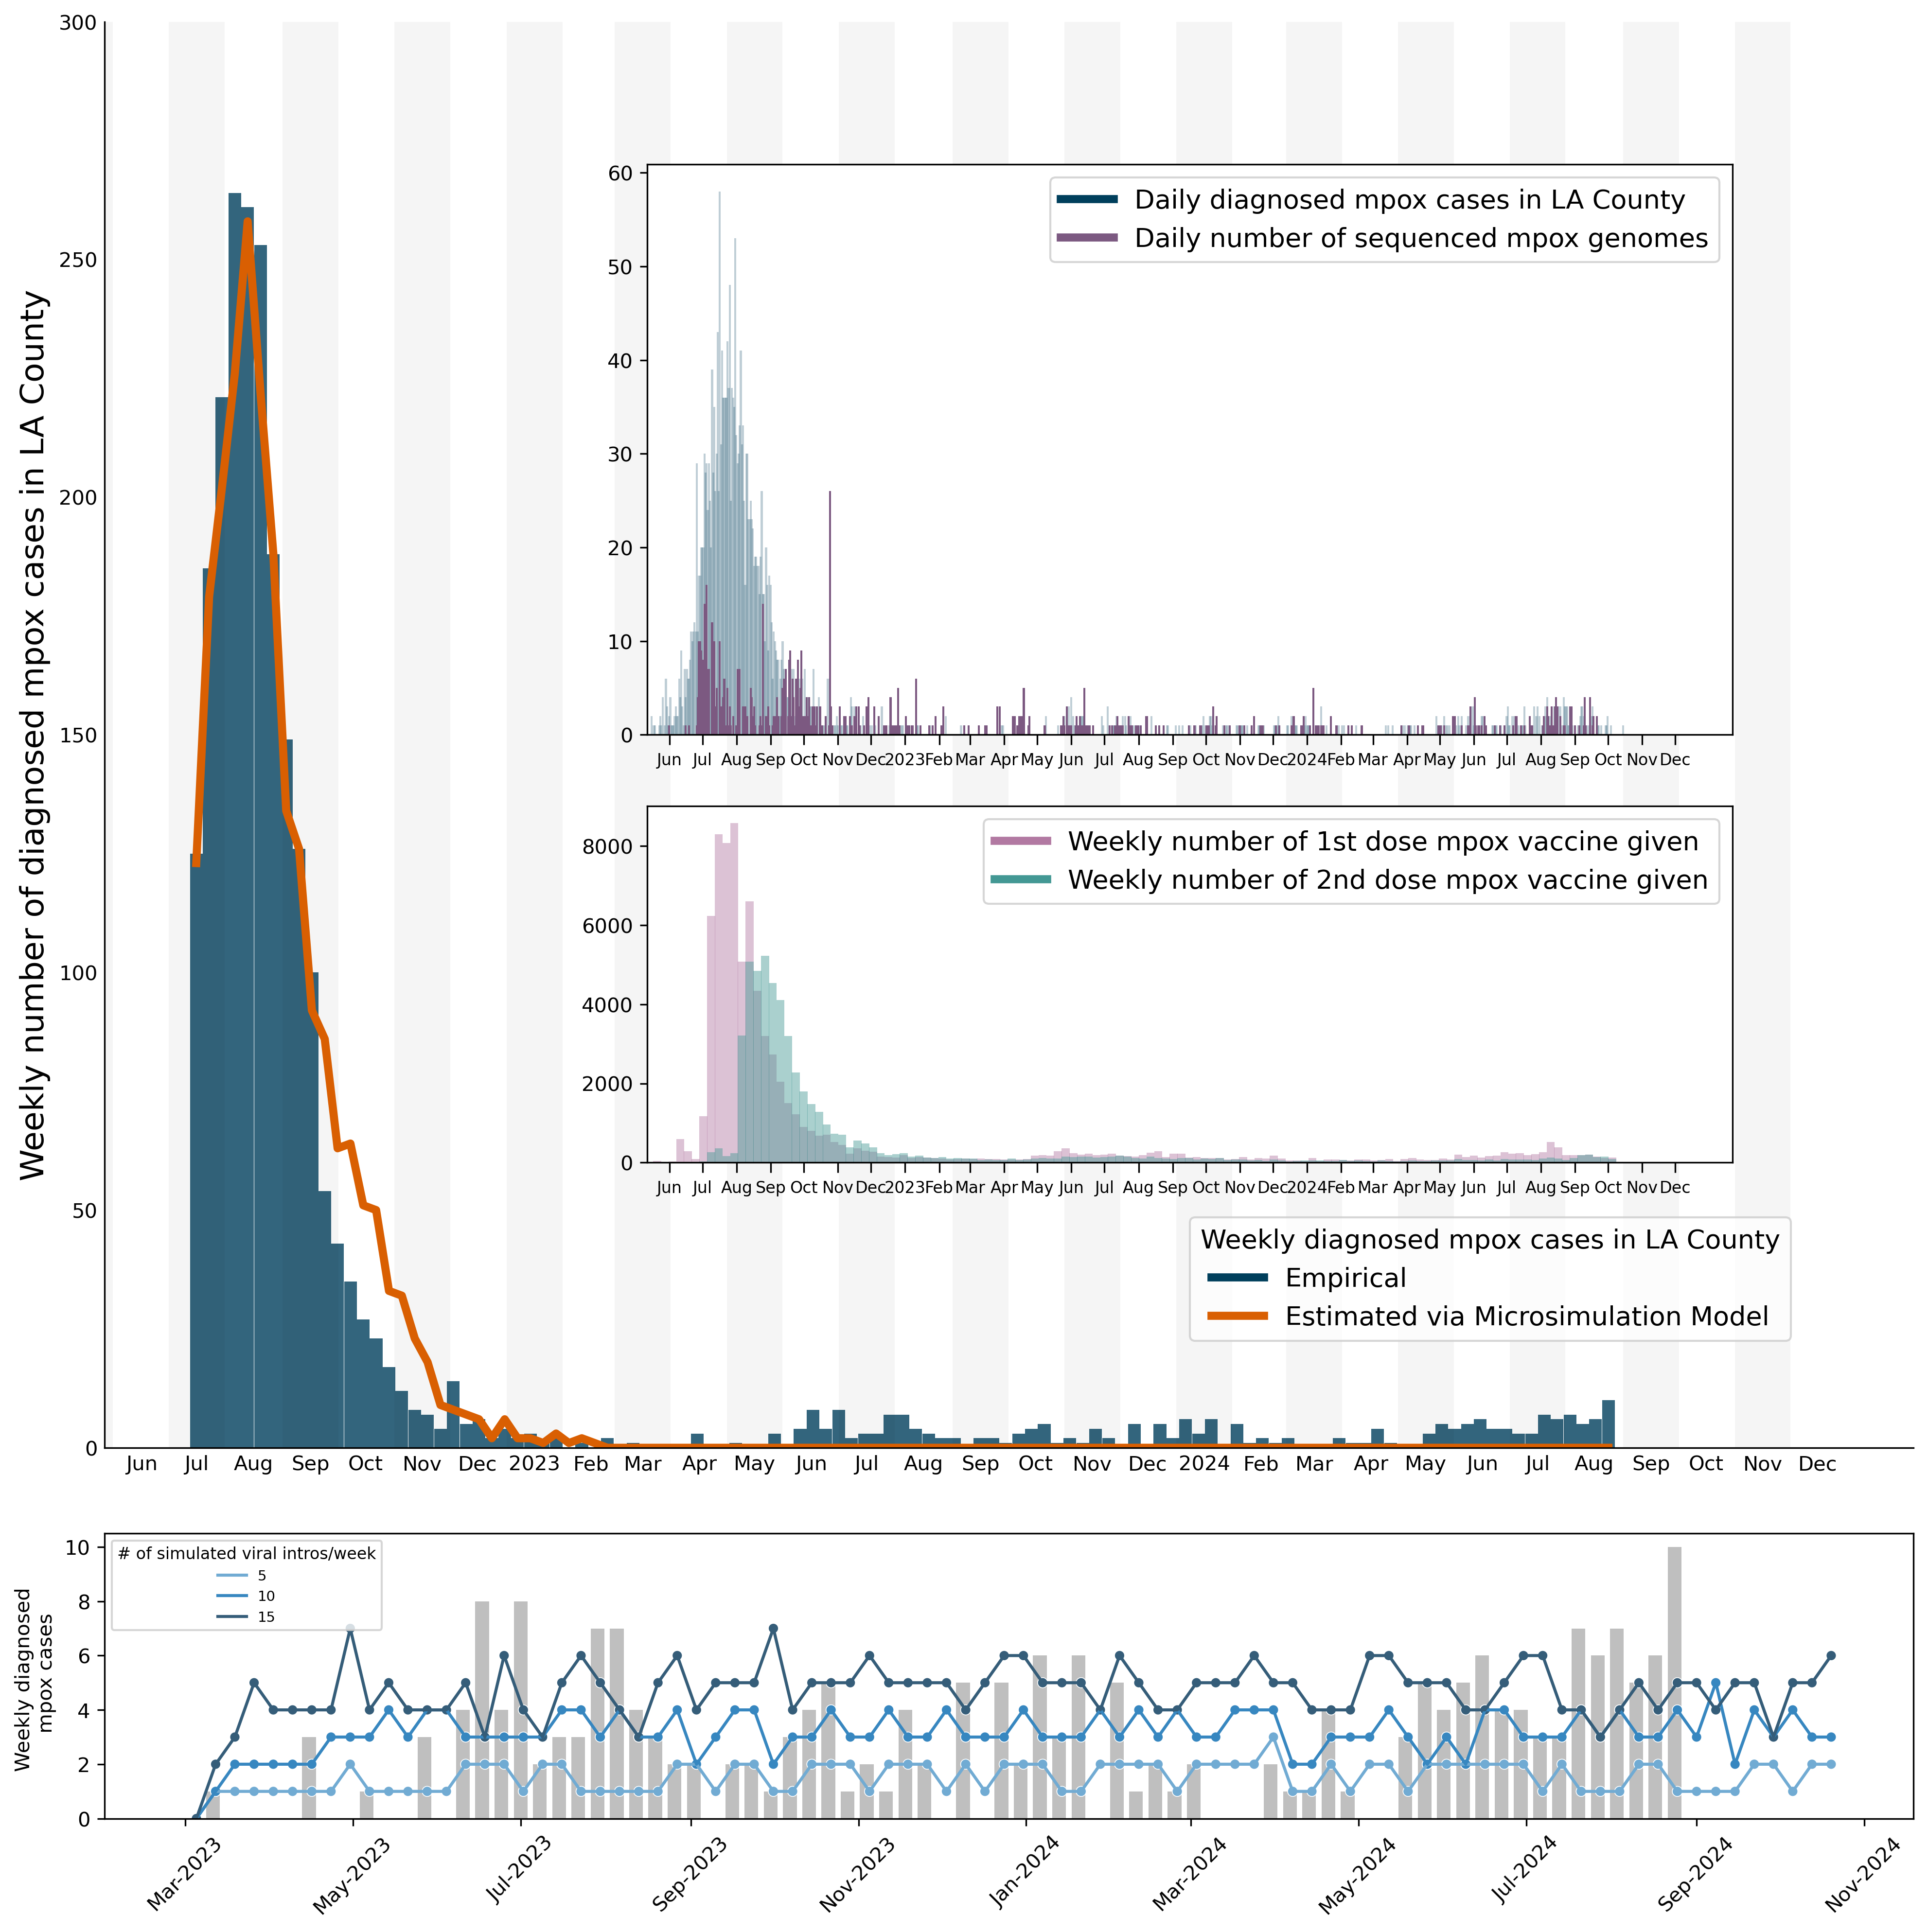 Weekly number of diagnosed mpox cases in LA County
300
250
200
150
100
50
0
Jun Jul Aug Sep Oct Nov Dec 2023 Feb Mar Apr May Jun Jul Aug Sep Oct Nov Dec 2024 Feb Mar Apr May Jun Jul Aug Sep Oct Nov Dec
60
50
40
30
20
10
0
Daily diagnosed mpox cases in LA County
Daily number of sequenced mpox genomes
Jun Jul Aug Sep Oct Nov Dec 2023 Feb Mar Apr May Jun Jul Aug Sep Oct Nov Dec 2024 Feb Mar Apr May Jun Jul Aug Sep Oct Nov Dec
8000
6000
4000
2000
0
Weekly number of 1st dose mpox vaccine given
Weekly number of 2nd dose mpox vaccine given
Jun Jul Aug Sep Oct Nov Dec 2023 Feb Mar Apr May Jun Jul Aug Sep Oct Nov Dec 2024 Feb Mar Apr May Jun Jul Aug Sep Oct Nov Dec
Weekly diagnosed mpox cases in LA County
Empirical
Estimated via Microsimulation Model
Weekly diagnosed
mpox cases
10
8
6
4
2
0
# of simulated viral intros/week
5
10
15
Mar-2023 May-2023 Jul-2023 Sep-2023 Nov-2023 Jan-2024 Mar-2024 May-2024 Jul-2024 Sep-2024 Nov-2024